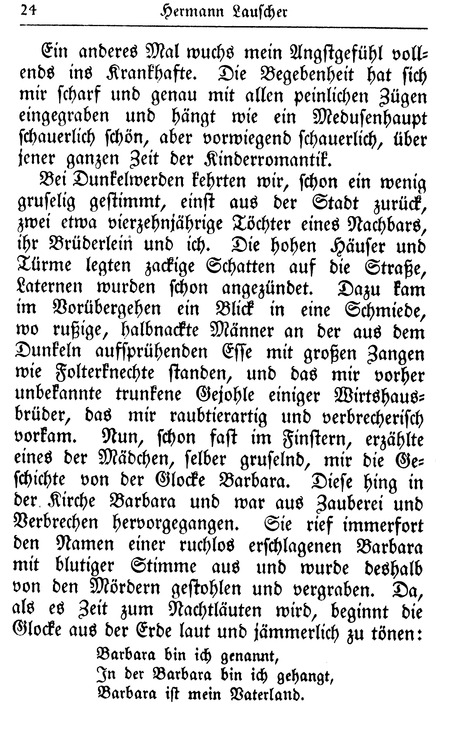 24 Hermann Lauscher
Ein anderes Mal wuchs mein Angstgefühl voll-
ends ins Krankhafte. Die Begebenheit hat sich
mir scharf und genau mit allen peinlichen Zügen
eingegraben und hängt wie ein Medusenhaupt
schauerlich schön, aber vorwiegend schauerlich, über
jener ganzen Zeit der Kinderromantik.
Bei Dunkelwerden kehrten wir, schon ein wenig
gruselig gestimmt, einst aus der Stadt zurück,
zwei etwa vierzehnjährige Töchter eines Nachbars,
ihr Brüderlein und ich. Die hohen Häuser und
Türme legten zackige Schatten auf die Straße,
Laternen wurden schon angezündet. Dazu kam
im Vorübergehen ein Blick in eine Schmiede,
wo rußige, halbnackte Männer an der aus dem
Dunkeln aufsprühenden Esse mit großen Zangen
wie Folterknechte standen, und das mir vorher
unbekannte trunkene Gejohle einiger Wirtshaus-
brüder, das mir raubtierartig und verbrecherisch
vorkam. Nun, schon fast im Finstern, erzählte
eines der Mädchen, selber gruselnd, mir die Ge-
schichte von der Glocke Barbara. Diese hing in
der Kirche Barbara und war aus Zauberei und
Verbrechen hervorgegangen. Sie rief immerfort
den Namen einer ruchlos erschlagenen Barbara
mit blutiger Stimme aus und wurde deshalb
von den Mördern gestohlen und vergraben. Da,
als es Zeit zum Nachtläuten wird, beginnt die
Glocke aus der Erde laut und jämmerlich zu tönen:
Barbara bin ich genannt,
In der Barbara bin ich gehangt,
Barbara ist mein Vaterland.